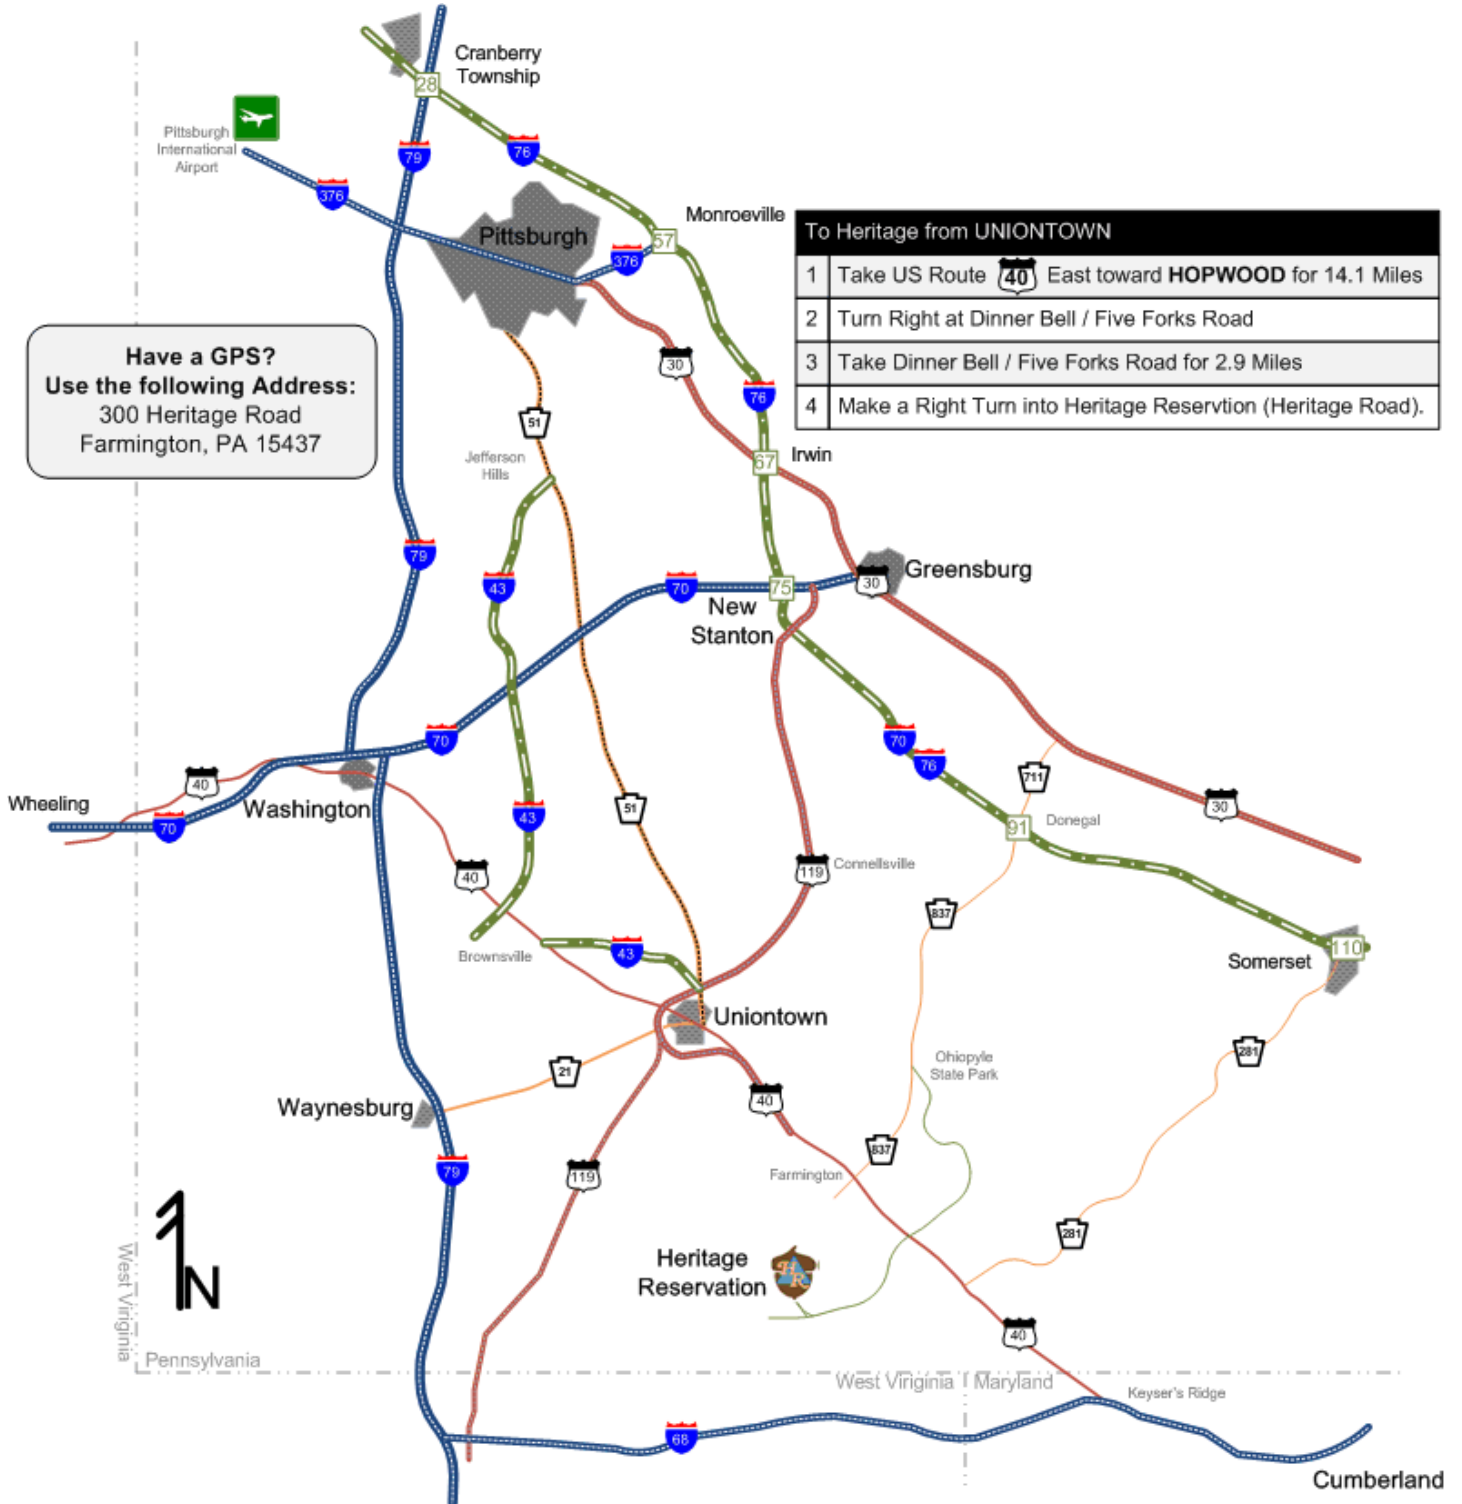 Cranberry
Township
28
79
76
Pittsburgh
International
Airport
376
Monroeville
57
Pittsburgh
376
To Heritage from UNIONTOWN
1 Take US Route 40 East toward HOPWOOD for 14.1 Miles
2 Turn Right at Dinner Bell / Five Forks Road
3 Take Dinner Bell / Five Forks Road for 2.9 Miles
4 Make a Right Turn into Heritage Reservtion (Heritage Road).
Have a GPS?
Use the following Address:
300 Heritage Road
Farmington, PA 15437
30
76
51
Jefferson
Hills
67
Irwin
79
43
70
75
30
Greensburg
New
Stanton
70
70
76
711
40
Wheeling
70
Washington
43
51
30
91
Donegal
40
119
Connellsville
837
Brownsville
43
110
Somerset
Uniontown
21
Ohiopyle
State Park
281
40
Waynesburg
79
119
837
Farmington
281
N
Heritage
Reservation
HR
West Viriginia
40
Pennsylvania
West Viriginia
Maryland
Keyser's Ridge
68
Cumberland